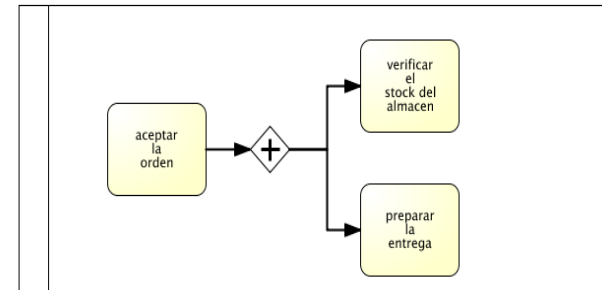 aceptar
la
orden
verificar
el
stock del
almacen
preparar
la
entrega